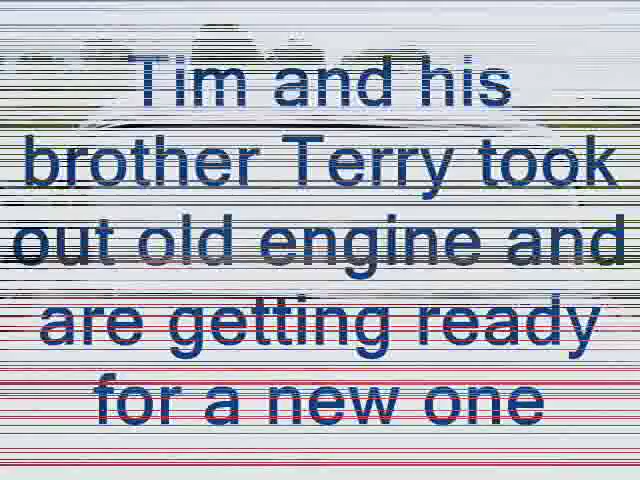 Tim and his
brother Terry took
out old engine and
are getting ready
for a new one